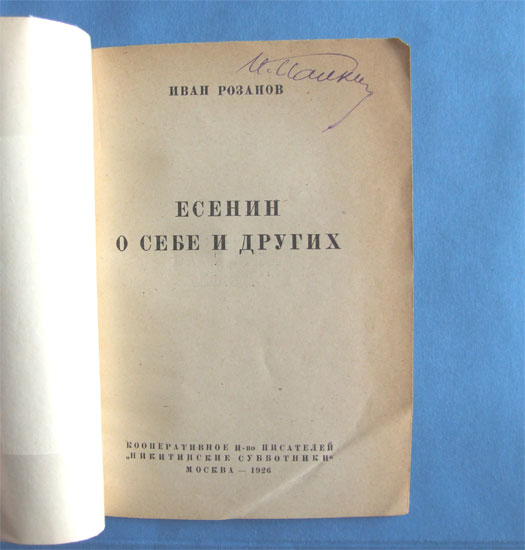 ИВАН РОЗАНОВ
ЕСЕНИН
О СЕБЕ И ДРУГИХ
КООПЕРАТИВНОЕ И-во ПИСАТЕЛЕЙ
„НИКИТИНСКИЕ СУББОТНИКИ“
МОСКВА — 1926